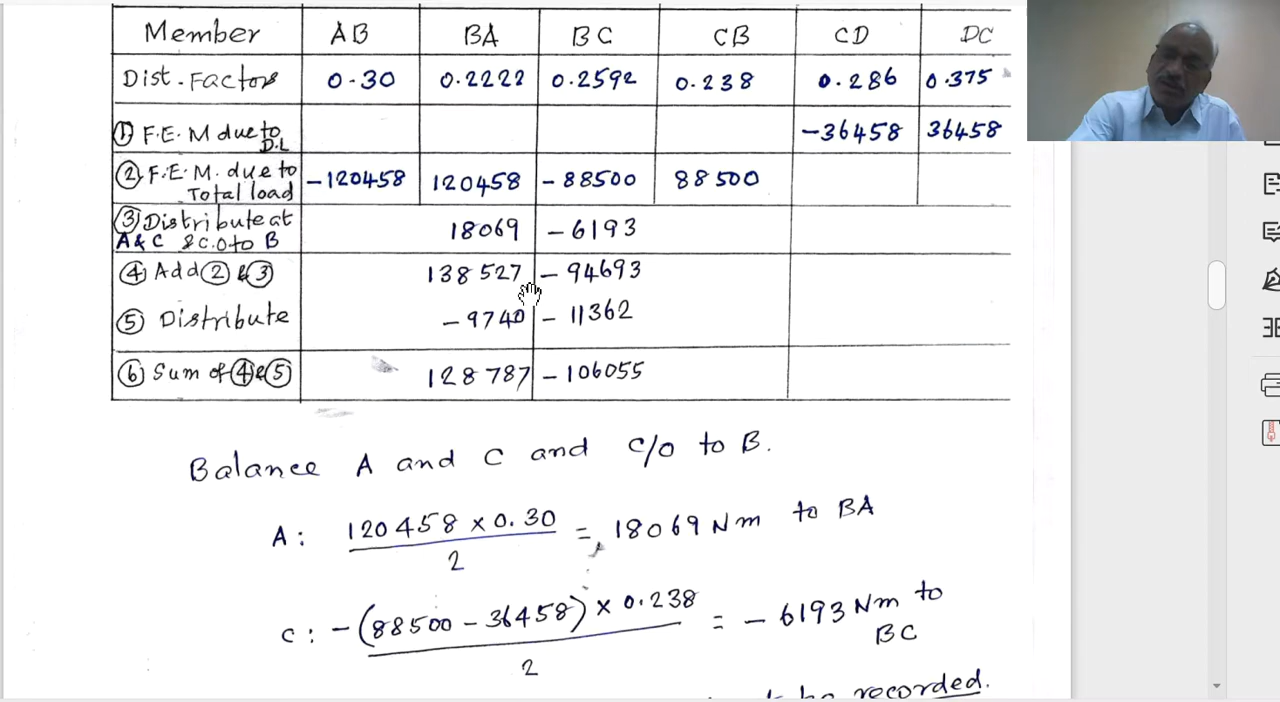 Member AB BA BC CB CD DC
Dist. Factors 0.30 0.2222 0.2592 0.238 0.286 0.375
① F.E.M due to D.L -36458 36458
② F.E.M. due to Total load -120458 120458 -88500 88500
③ Distribute at A & C & C.O to B 18069 -6193
④ Add ② & ③ 138527 -94693
⑤ Distribute -9740 -11362
⑥ Sum of ④ & ⑤ 128787 -106055
Balance A and C and C/O to B.
A: 120458 x 0.30 / 2 = 18069 Nm to BA
C: -(88500 - 36458) x 0.238 / 2 = -6193 Nm to BC
be recorded.